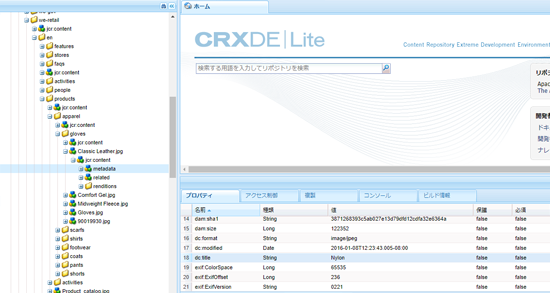 we-retail
jcr content
en
features
stores
faqs
jcr content
activities
people
products
jcr content
apparel
jcr content
gloves
jcr content
Classic Leather.jpg
jcr content
metadata
related
renditions
Comfort Gel.jpg
Midweight Fleece.jpg
Gloves.jpg
90019930.jpg
scarfs
shirts
footwear
coats
pants
shorts
activities
Product_catalog.jpg
ホーム
CRXDE | Lite
Content Repository Extreme Development Environment
検索する用語を入力してリポジトリを検索
リポジ
Apac
The A
開発者
ドキ
開発
ナレ
プロパティ アクセス制御 複製 コンソール ビルド情報
名前 種類 値 保護 必須
14 dam:sha1 String false false
15 dam:size Long 122352 false false
16 dc:format String image/jpeg false false
17 dc:modified Date 2016-01-08T12:23:43.005-08:00 false false
18 dc:title String Nylon false false
19 exif:ColorSpace Long 65535 false false
20 exif:ExifOffset Long 236 false false
21 exif:ExifVersion String 0221 false false